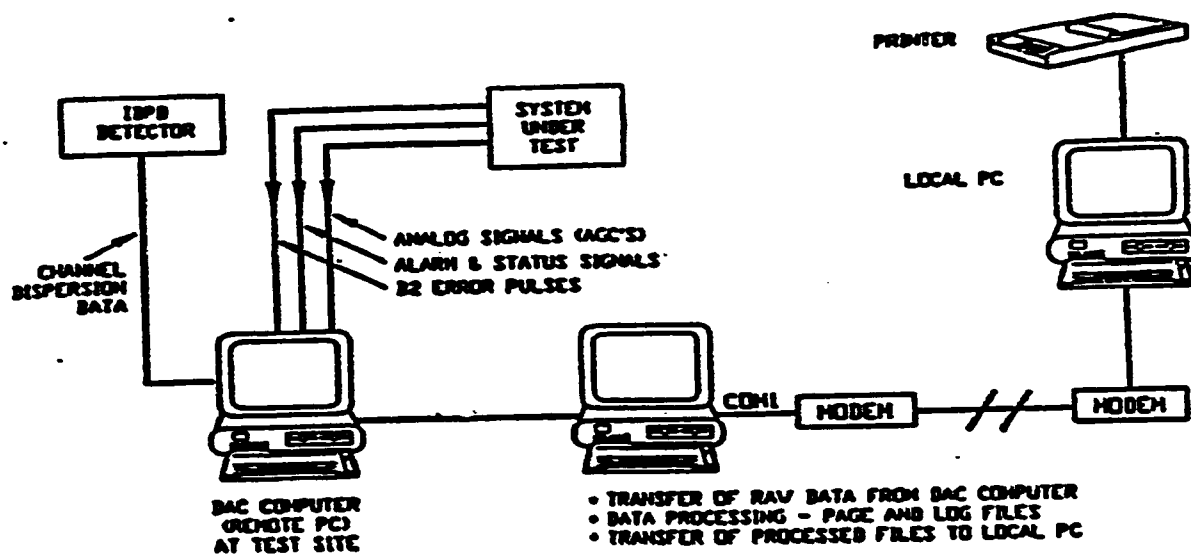 PRINTER
IBPD
DETECTOR
SYSTEM
UNDER
TEST
LOCAL PC
ANALOG SIGNALS (AGC'S)
ALARM & STATUS SIGNALS
B2 ERROR PULSES
CHANNEL
DISPERSION
DATA
COM1
MODEM
MODEM
DAC COMPUTER
(REMOTE PC)
AT TEST SITE
• TRANSFER OF RAW DATA FROM DAC COMPUTER
• DATA PROCESSING - PAGE AND LOG FILES
• TRANSFER OF PROCESSED FILES TO LOCAL PC